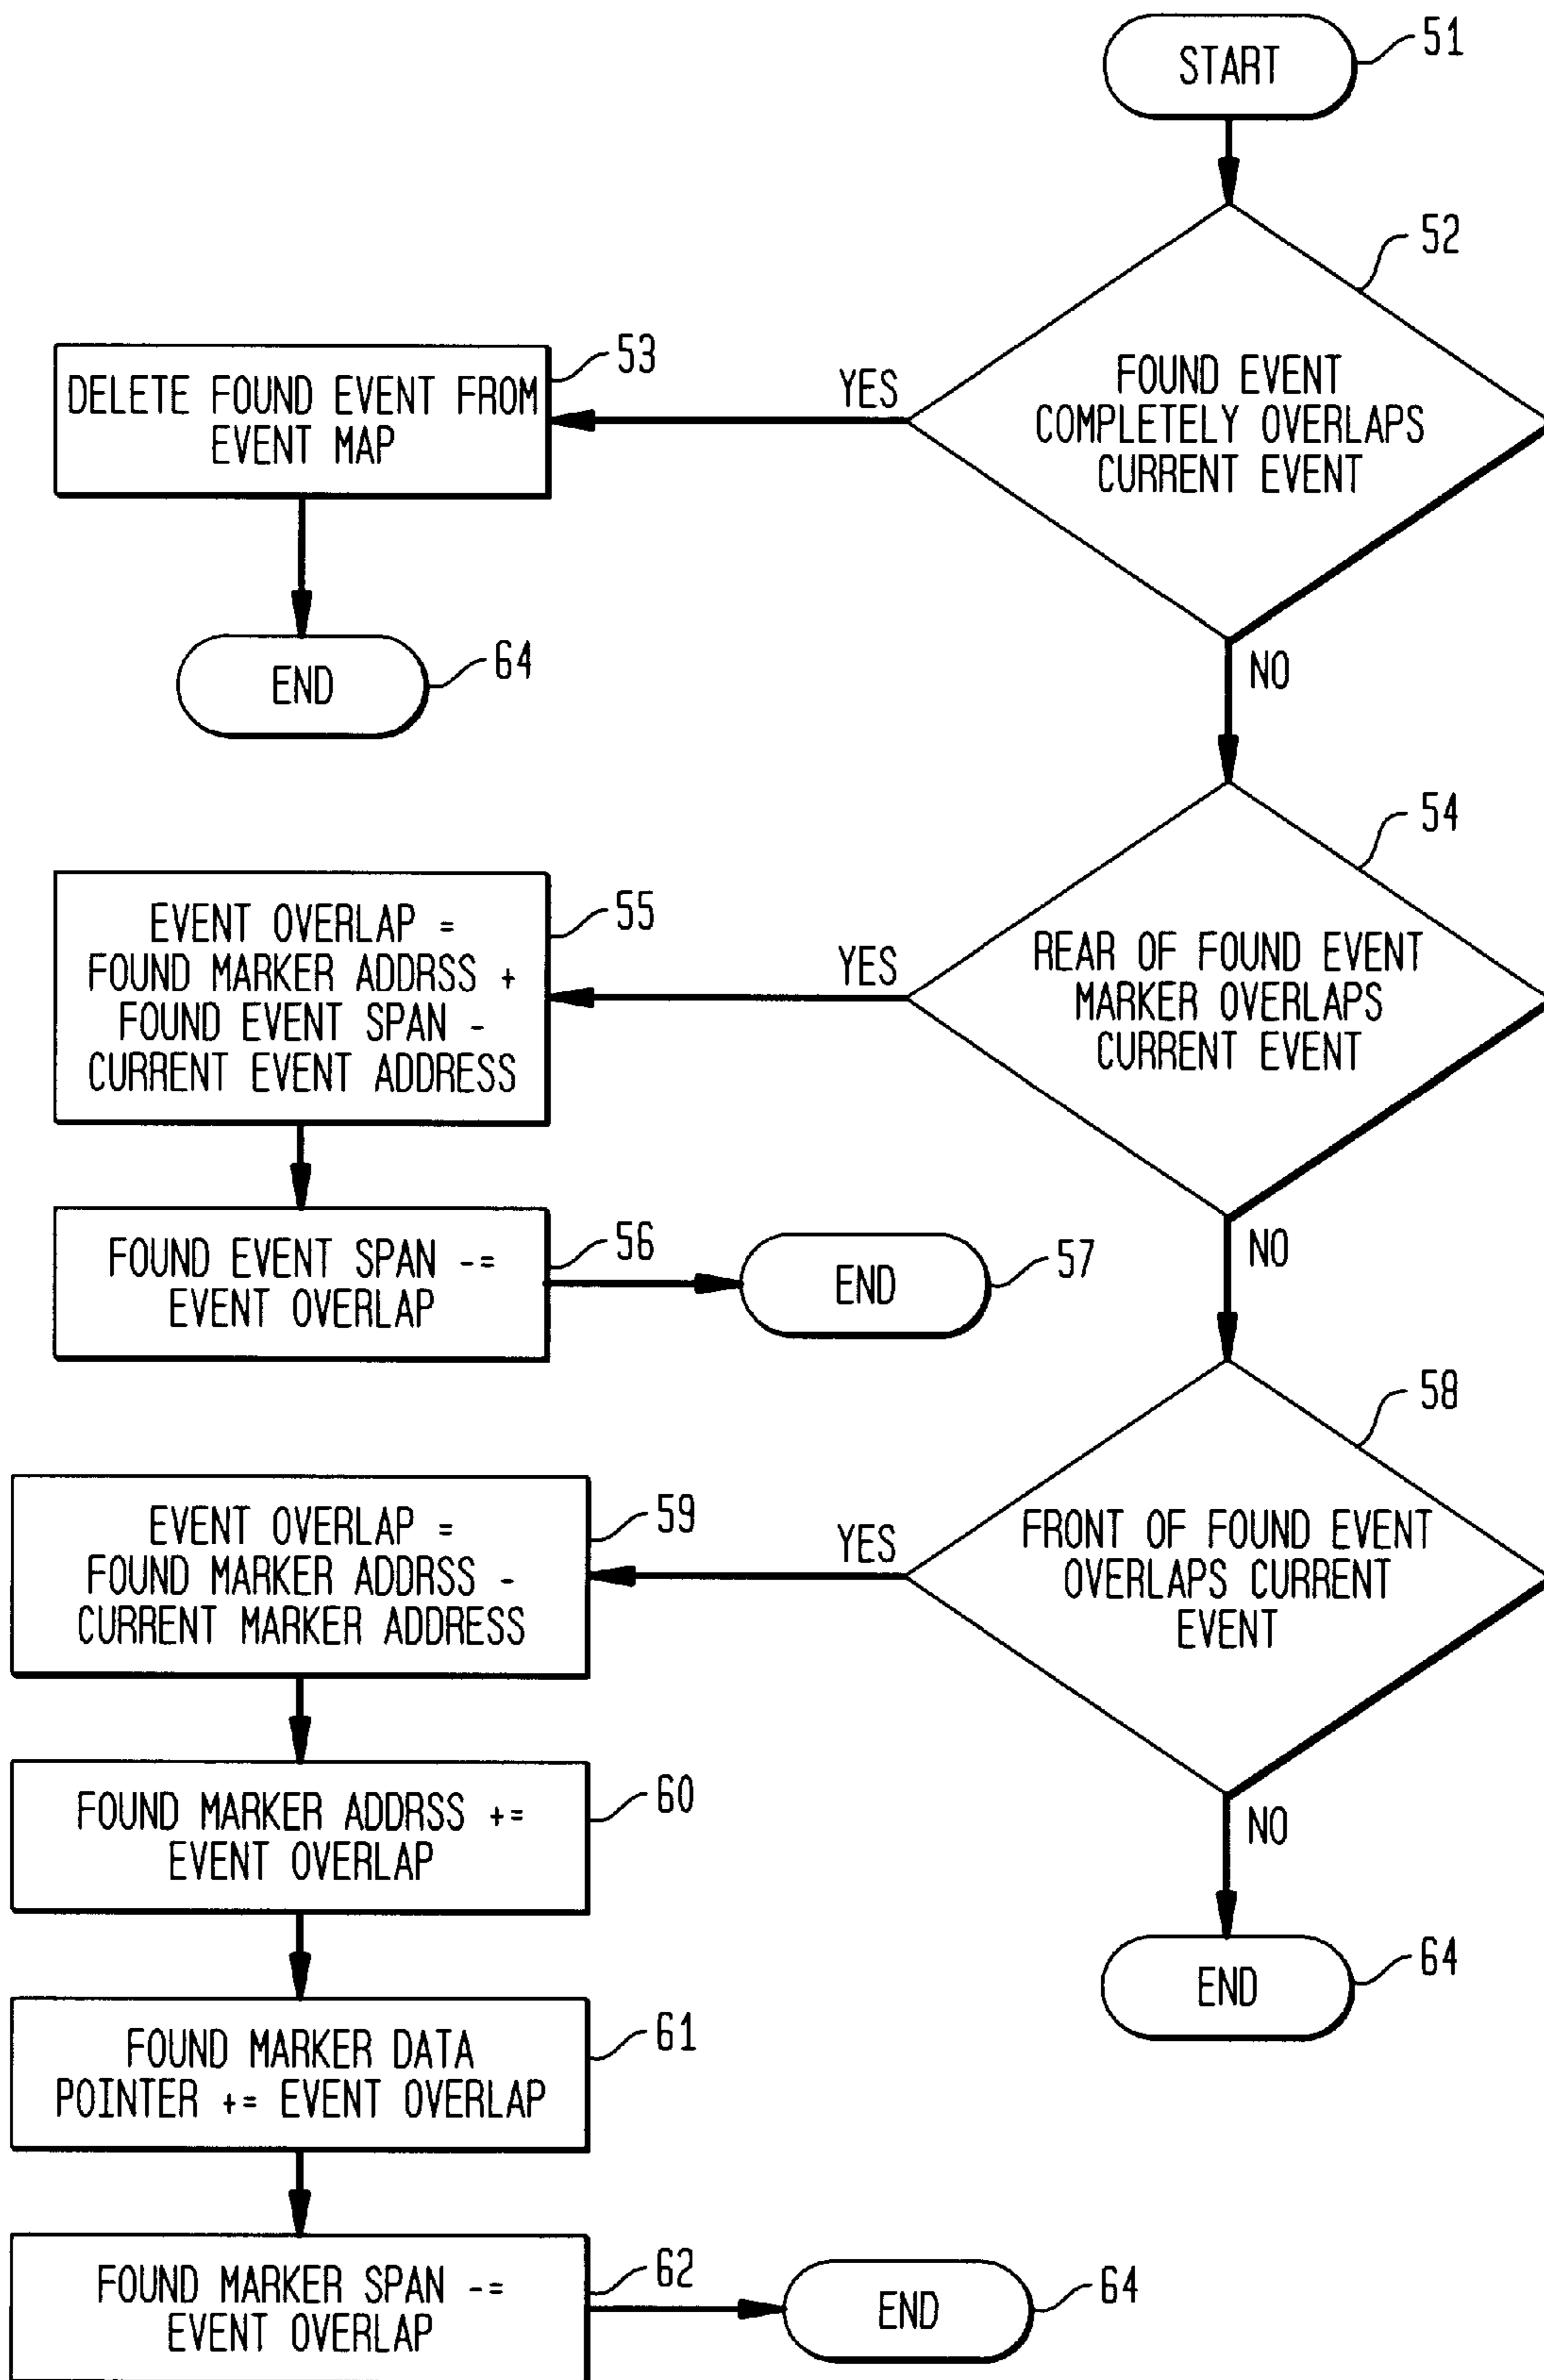 START
51
52
FOUND EVENT
COMPLETELY OVERLAPS
CURRENT EVENT
YES
53
DELETE FOUND EVENT FROM
EVENT MAP
END
64
NO
54
REAR OF FOUND EVENT
MARKER OVERLAPS
CURRENT EVENT
YES
55
EVENT OVERLAP =
FOUND MARKER ADDRSS +
FOUND EVENT SPAN -
CURRENT EVENT ADDRESS
56
FOUND EVENT SPAN -=
EVENT OVERLAP
END
57
NO
58
FRONT OF FOUND EVENT
OVERLAPS CURRENT
EVENT
YES
59
EVENT OVERLAP =
FOUND MARKER ADDRSS -
CURRENT MARKER ADDRESS
60
FOUND MARKER ADDRSS +=
EVENT OVERLAP
61
FOUND MARKER DATA
POINTER += EVENT OVERLAP
62
FOUND MARKER SPAN -=
EVENT OVERLAP
END
64
NO
END
64